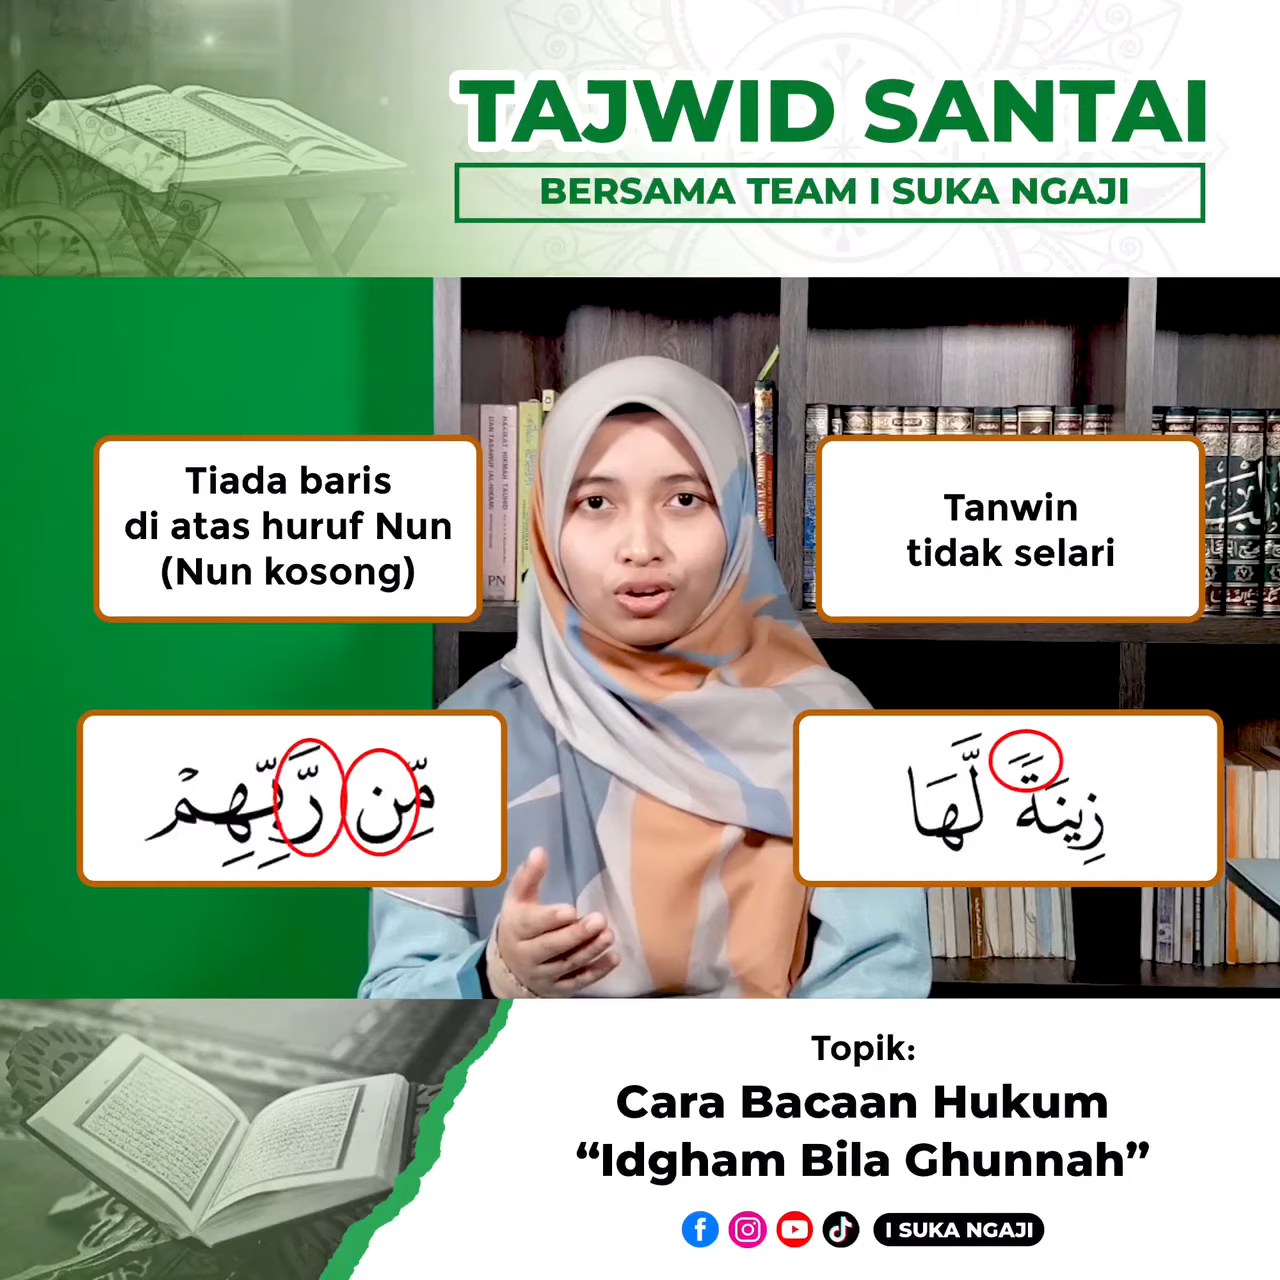 TAJWID SANTAI
BERSAMA TEAM I SUKA NGAJI
Tiada baris
di atas huruf Nun
(Nun kosong)
Tanwin
tidak selari
مِّن رَّبِّهِمْ
زِينَةً لَّهَا
PN
Topik:
Cara Bacaan Hukum
“Idgham Bila Ghunnah”
I SUKA NGAJI